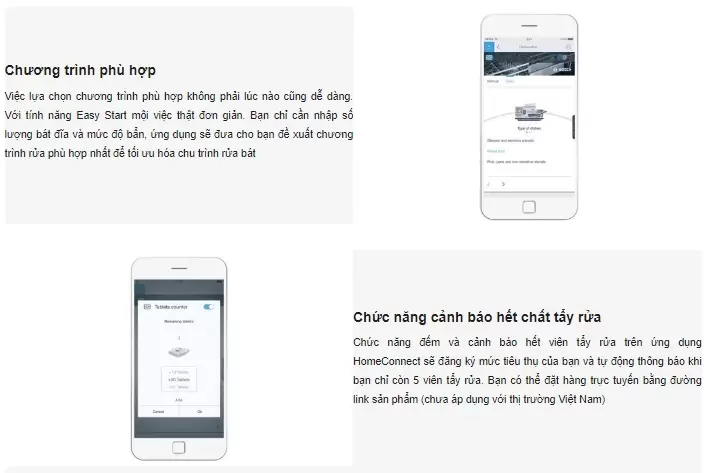 Chương trình phù hợp
Việc lựa chọn chương trình phù hợp không phải lúc nào cũng dễ dàng.
Với tính năng Easy Start mội việc thật đơn giản. Bạn chỉ cần nhập số
lượng bát đĩa và mức độ bẩn, ứng dụng sẽ đưa cho bạn đề xuất chương
trình rửa phù hợp nhất để tối ưu hóa chu trình rửa bát
Type of dishes
Tablets counter
Remaining tablets
Add
Cancel
Ok
Chức năng cảnh báo hết chất tẩy rửa
Chức năng đếm và cảnh báo hết viên tẩy rửa trên ứng dụng
HomeConnect sẽ đăng ký mức tiêu thụ của bạn và tự động thông báo khi
bạn chỉ còn 5 viên tẩy rửa. Bạn có thể đặt hàng trực tuyến bằng đường
link sản phẩm (chưa áp dụng với thị trường Việt Nam)